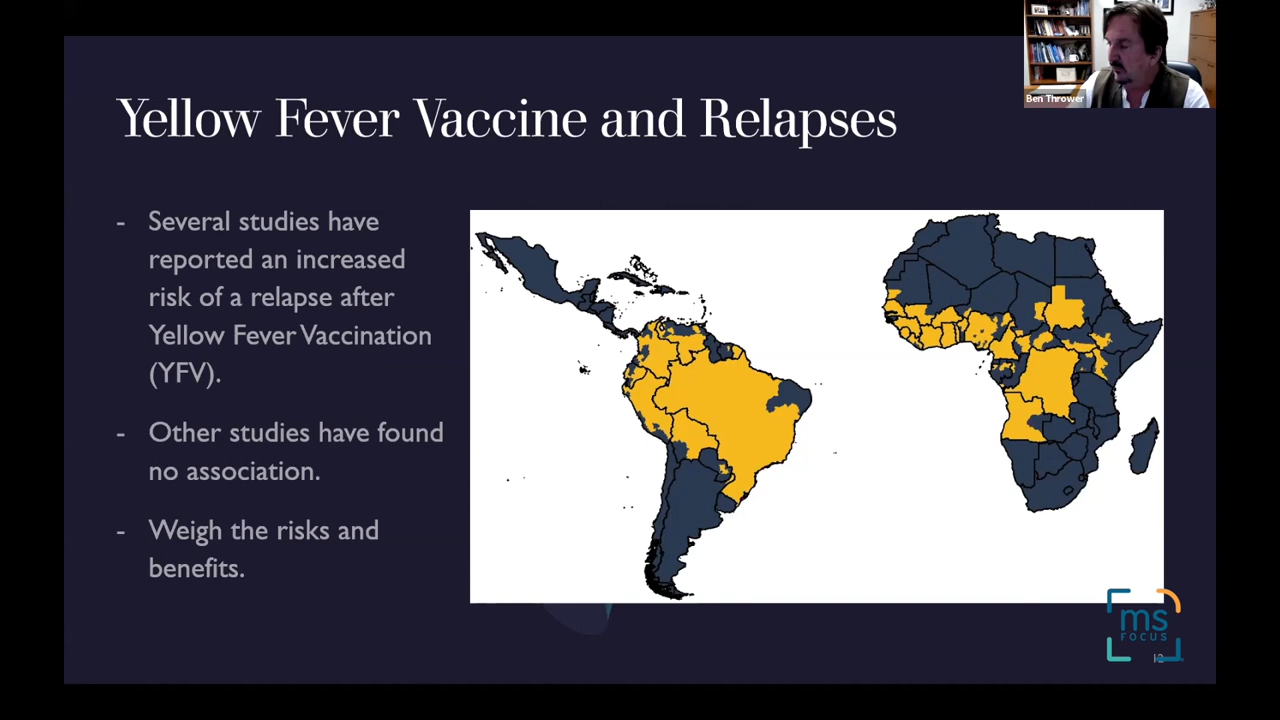 Ben Thrower
Yellow Fever Vaccine and Relapses
- Several studies have
reported an increased
risk of a relapse after
Yellow Fever Vaccination
(YFV).
- Other studies have found
no association.
- Weigh the risks and
benefits.
ms
FOCUS
12